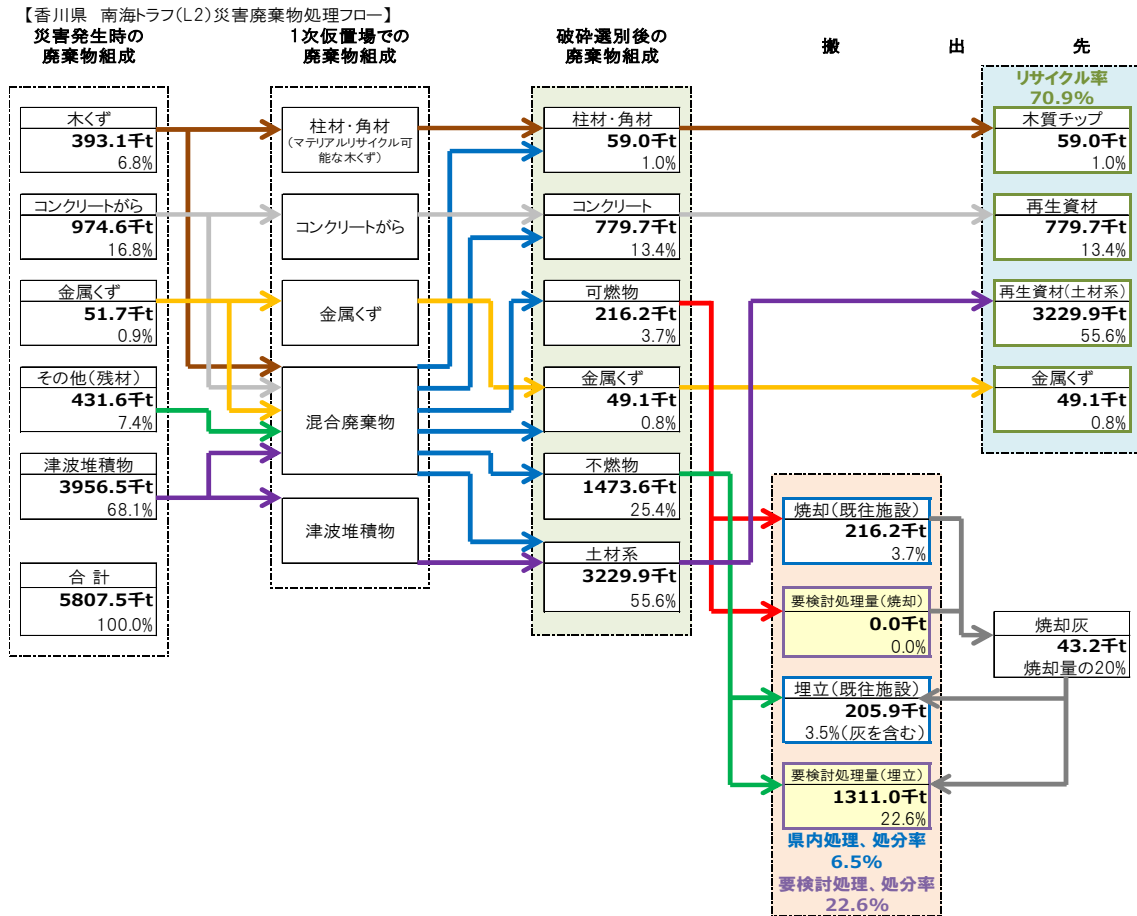 【香川県 南海トラフ(L2)災害廃棄物処理フロー】
災害発生時の
廃棄物組成
木くず
393.1千t
6.8%
コンクリートがら
974.6千t
16.8%
金属くず
51.7千t
0.9%
その他(残材)
431.6千t
7.4%
津波堆積物
3956.5千t
68.1%
合 計
5807.5千t
100.0%
1次仮置場での
廃棄物組成
柱材・角材
(マテリアルリサイクル可
能な木くず)
コンクリートがら
金属くず
混合廃棄物
津波堆積物
破砕選別後の
廃棄物組成
柱材・角材
59.0千t
1.0%
コンクリート
779.7千t
13.4%
可燃物
216.2千t
3.7%
金属くず
49.1千t
0.8%
不燃物
1473.6千t
25.4%
土材系
3229.9千t
55.6%
搬 出 先
リサイクル率
70.9%
木質チップ
59.0千t
1.0%
再生資材
779.7千t
13.4%
再生資材(土材系)
3229.9千t
55.6%
金属くず
49.1千t
0.8%
焼却(既往施設)
216.2千t
3.7%
要検討処理量(焼却)
0.0千t
0.0%
埋立(既往施設)
205.9千t
3.5%(灰を含む)
要検討処理量(埋立)
1311.0千t
22.6%
県内処理、処分率
6.5%
要検討処理、処分率
22.6%
焼却灰
43.2千t
焼却量の20%